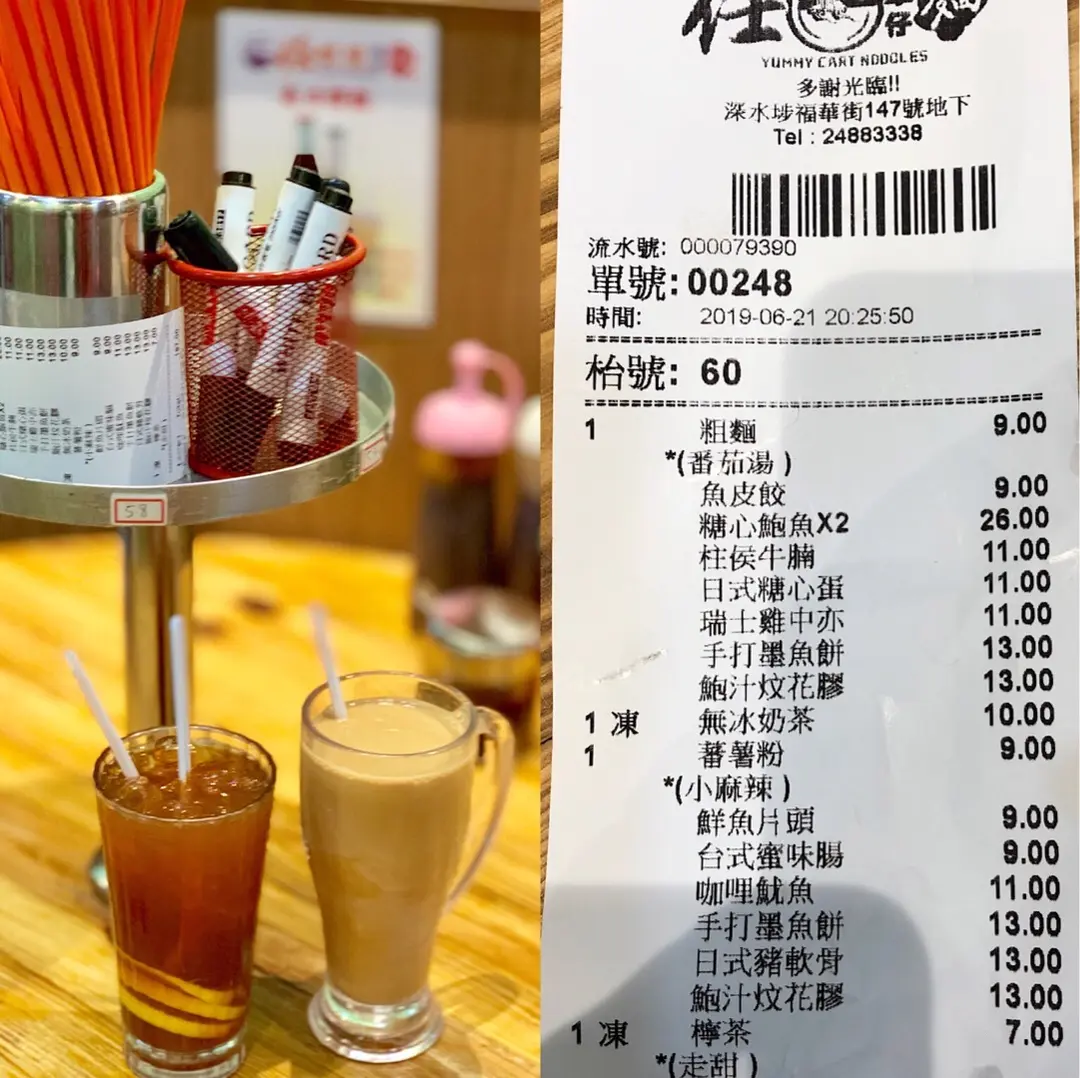 58
YUMMY CART NOODLES
多謝光臨!!
深水埗福華街147號地下
Tel : 24883338
流水號: 000079390
單號:00248
時間: 2019-06-21 20:25:50
枱號: 60
1 粗麵 9.00
*(番茄湯 )
魚皮餃 9.00
糖心鮑魚X2 26.00
柱侯牛腩 11.00
日式糖心蛋 11.00
瑞士雞中亦 11.00
手打墨魚餅 13.00
鮑汁炆花膠 13.00
1 凍 無冰奶茶 10.00
1 蕃薯粉 9.00
*(小麻辣 )
鮮魚片頭 9.00
台式蜜味腸 9.00
咖哩魷魚 11.00
手打墨魚餅 13.00
日式豬軟骨 13.00
鮑汁炆花膠 13.00
1 凍 檸茶 7.00
*(走甜 )